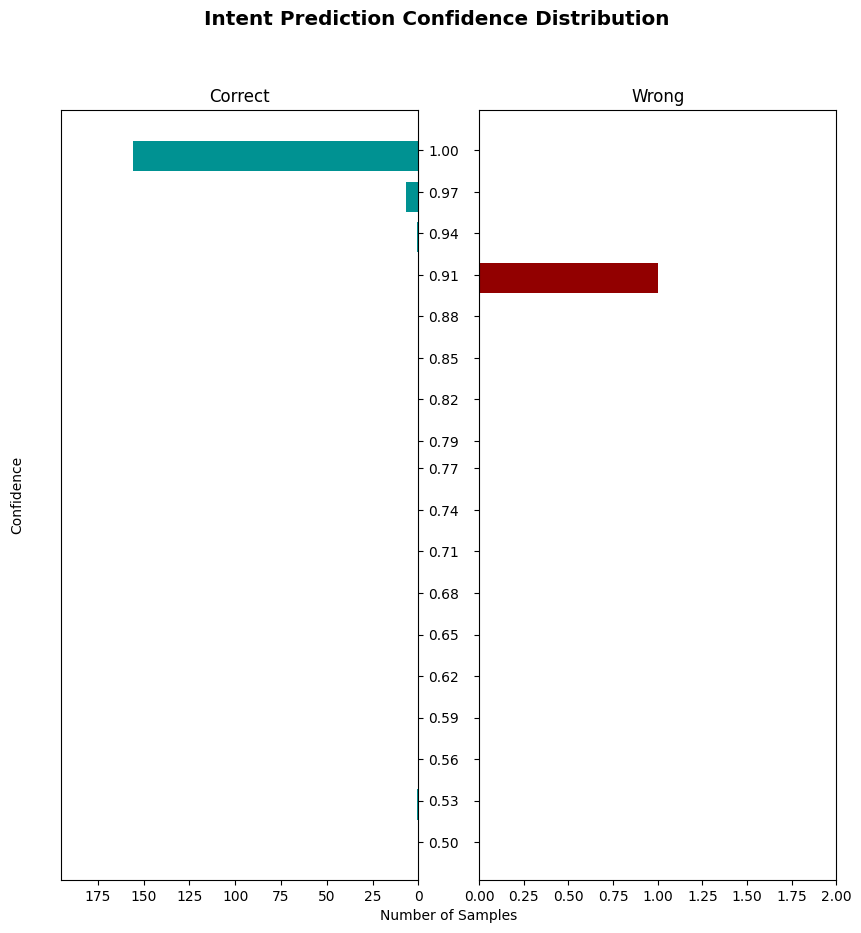 Intent Prediction Confidence Distribution
Correct
Wrong
1.00
0.97
0.94
0.91
0.88
0.85
0.82
0.79
0.77
0.74
0.71
0.68
0.65
0.62
0.59
0.56
0.53
0.50
Confidence
175 150 125 100 75 50 25 0
0.00 0.25 0.50 0.75 1.00 1.25 1.50 1.75 2.00
Number of Samples